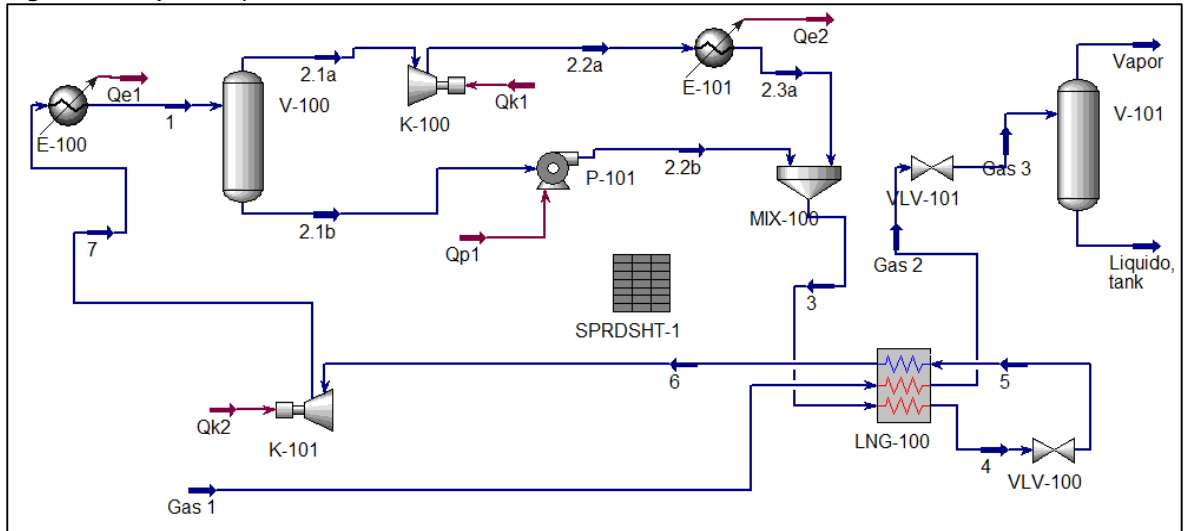 Qe2
2.1a
2.2a
Vapor
E-101
Qe1
V-100
2.3a
V-101
1
K-100
Qk1
E-100
P-101
2.2b
Gas 3
VLV-101
MIX-100
2.1b
7
Qp1
Gas 2
Liquido,
tank
3
SPRDSHT-1
6
5
Qk2
LNG-100
K-101
4
VLV-100
Gas 1